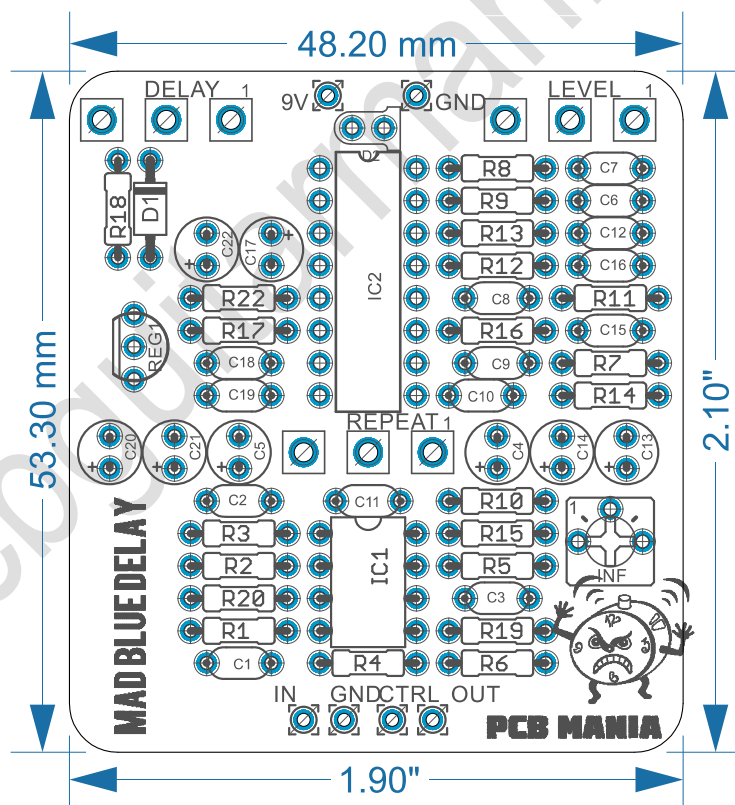 48.20 mm
DELAY 1
9V
GND
LEVEL 1
R18
D1
C22
C17
IC2
R8
C7
R9
C6
R13
C12
R12
C16
R22
C8
R11
R17
REG1
R16
C15
C18
C9
R7
C19
C10
R14
53.30 mm
2.10"
REPEAT 1
C20
C21
C5
C4
C14
C13
C2
C11
R10
1
R3
IC1
R15
R2
R5
INF
R20
C3
R1
R19
12
3
6
9
C1
R4
R6
MAD BLUE DELAY
IN GND CTRL OUT
PCB MANIA
1.90"